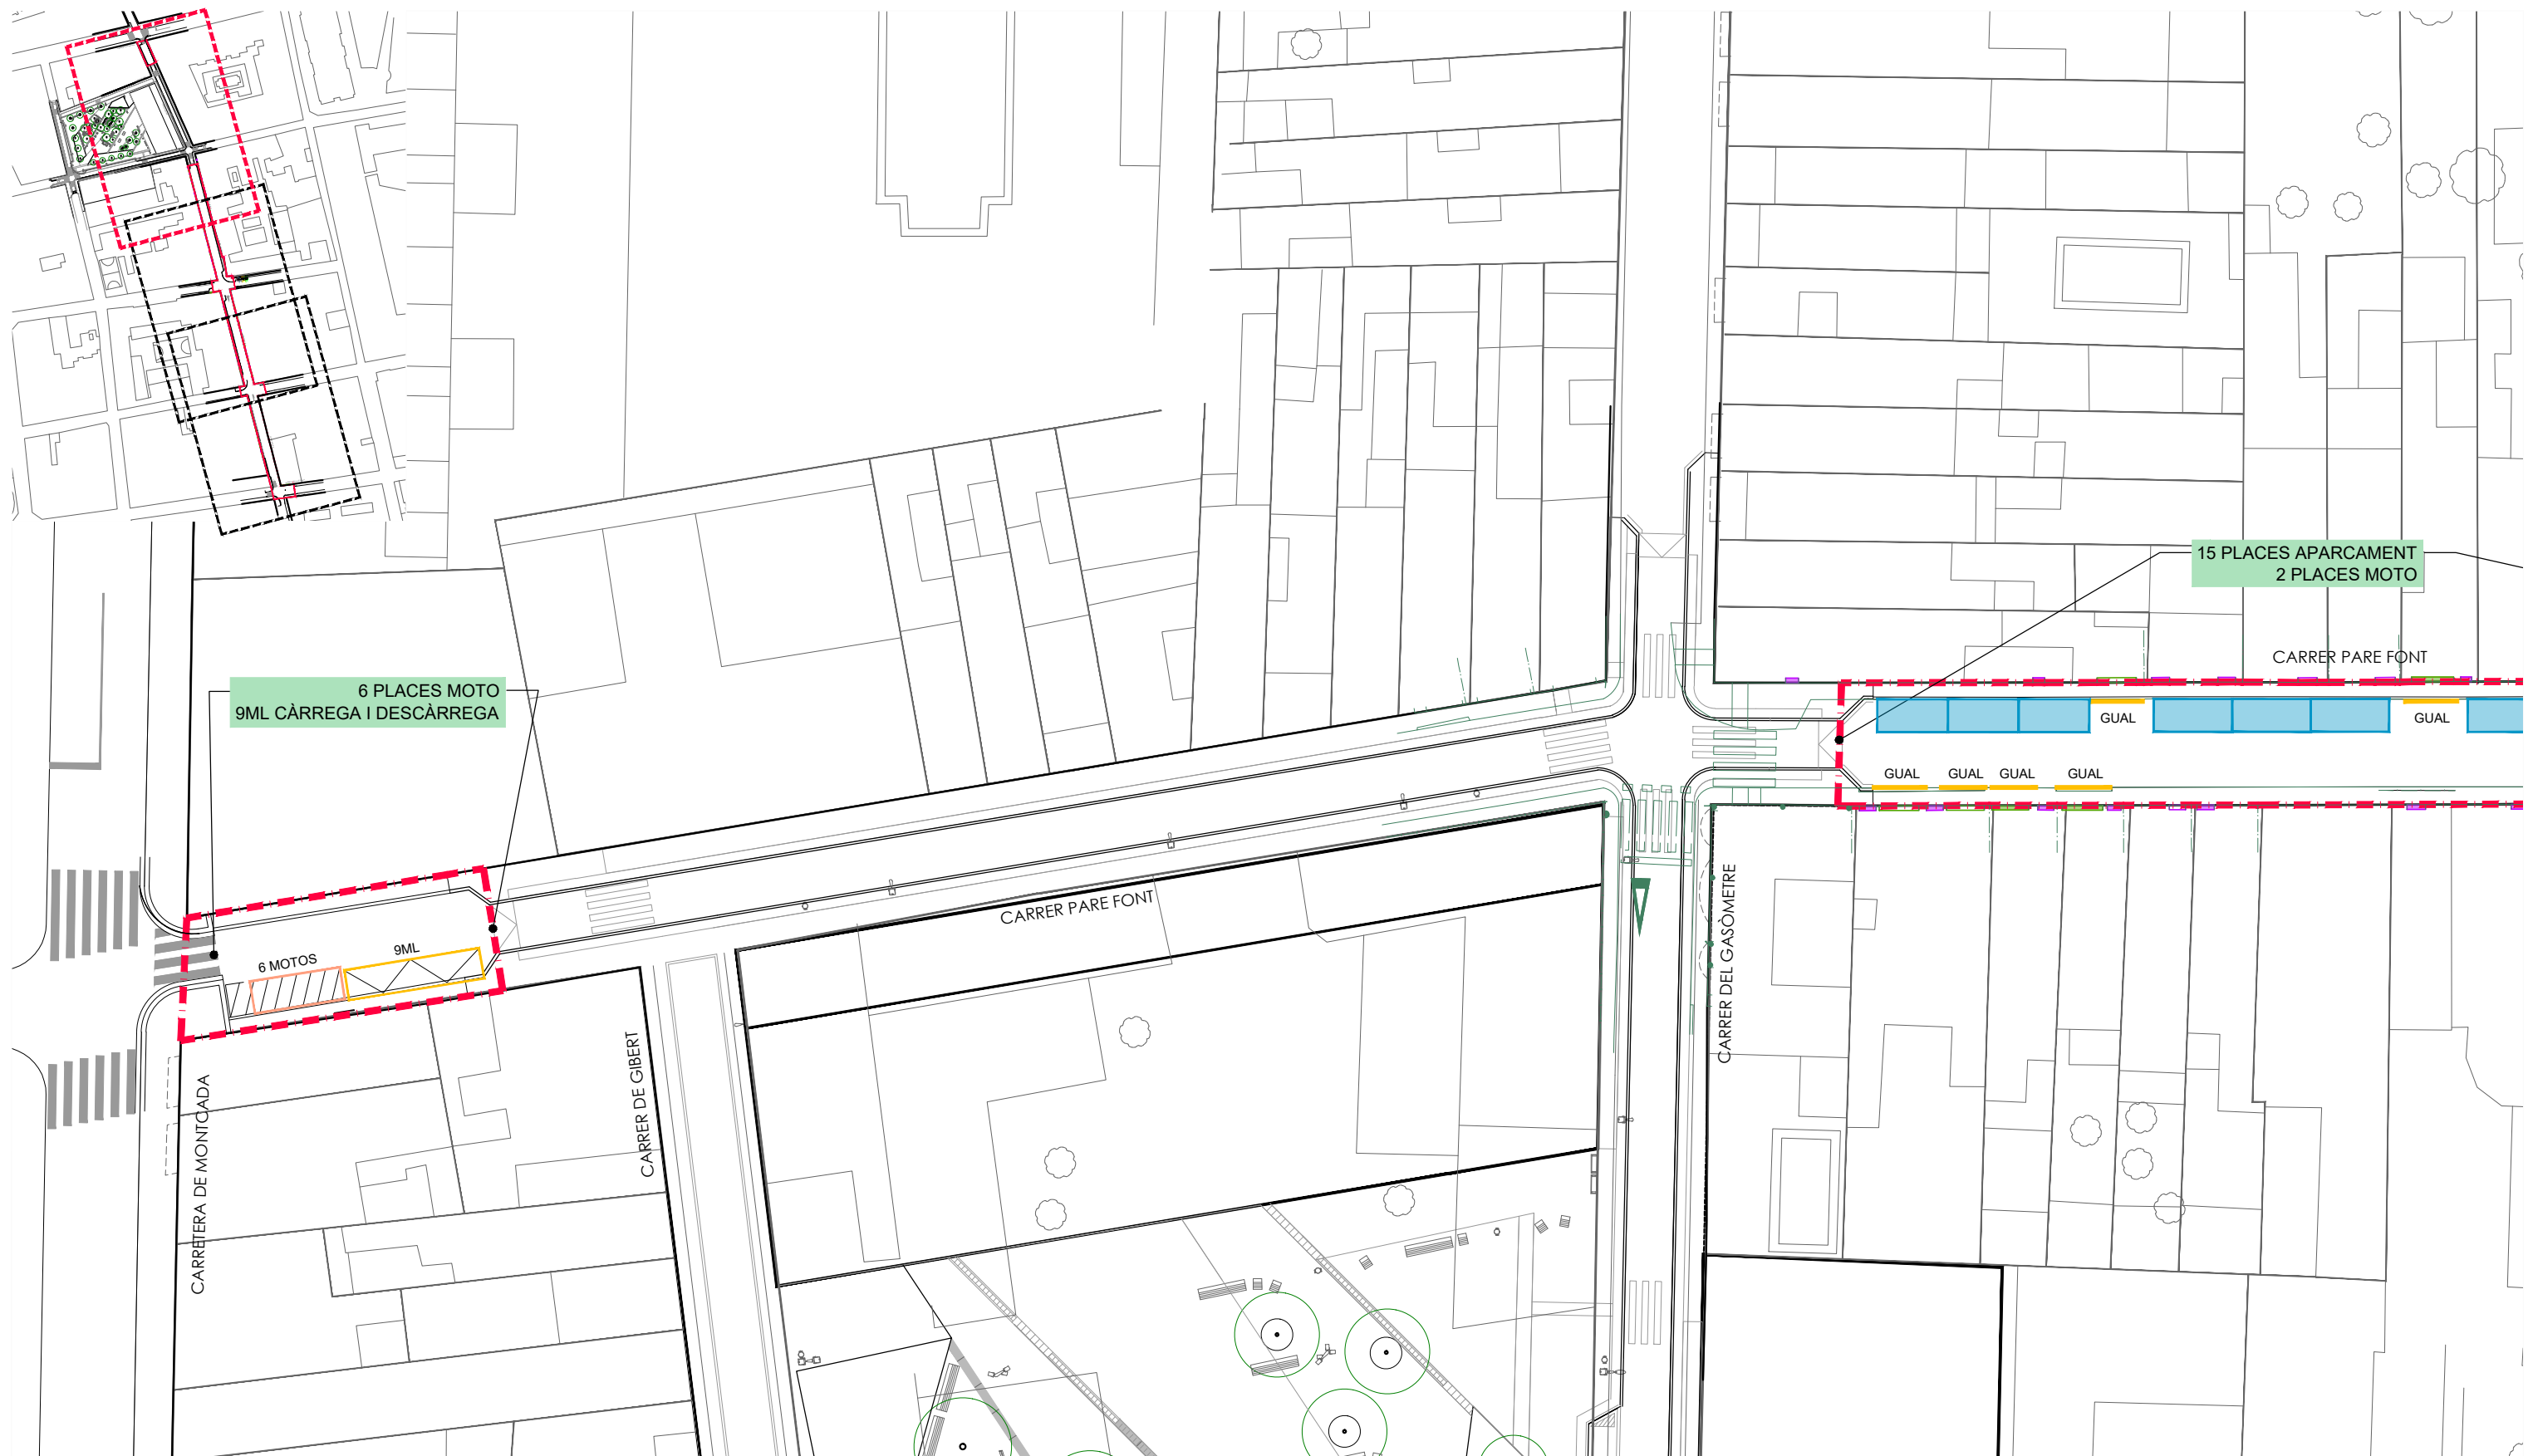 15 PLACES APARCAMENT
2 PLACES MOTO
CARRER PARE FONT
6 PLACES MOTO
9ML CÀRREGA I DESCÀRREGA
GUAL
GUAL
GUAL
GUAL
GUAL
GUAL
CARRER PARE FONT
CARRER DEL GASÒMETRE
9ML
6 MOTOS
CARRER DE GIBERT
CARRETERA DE MONTCADA